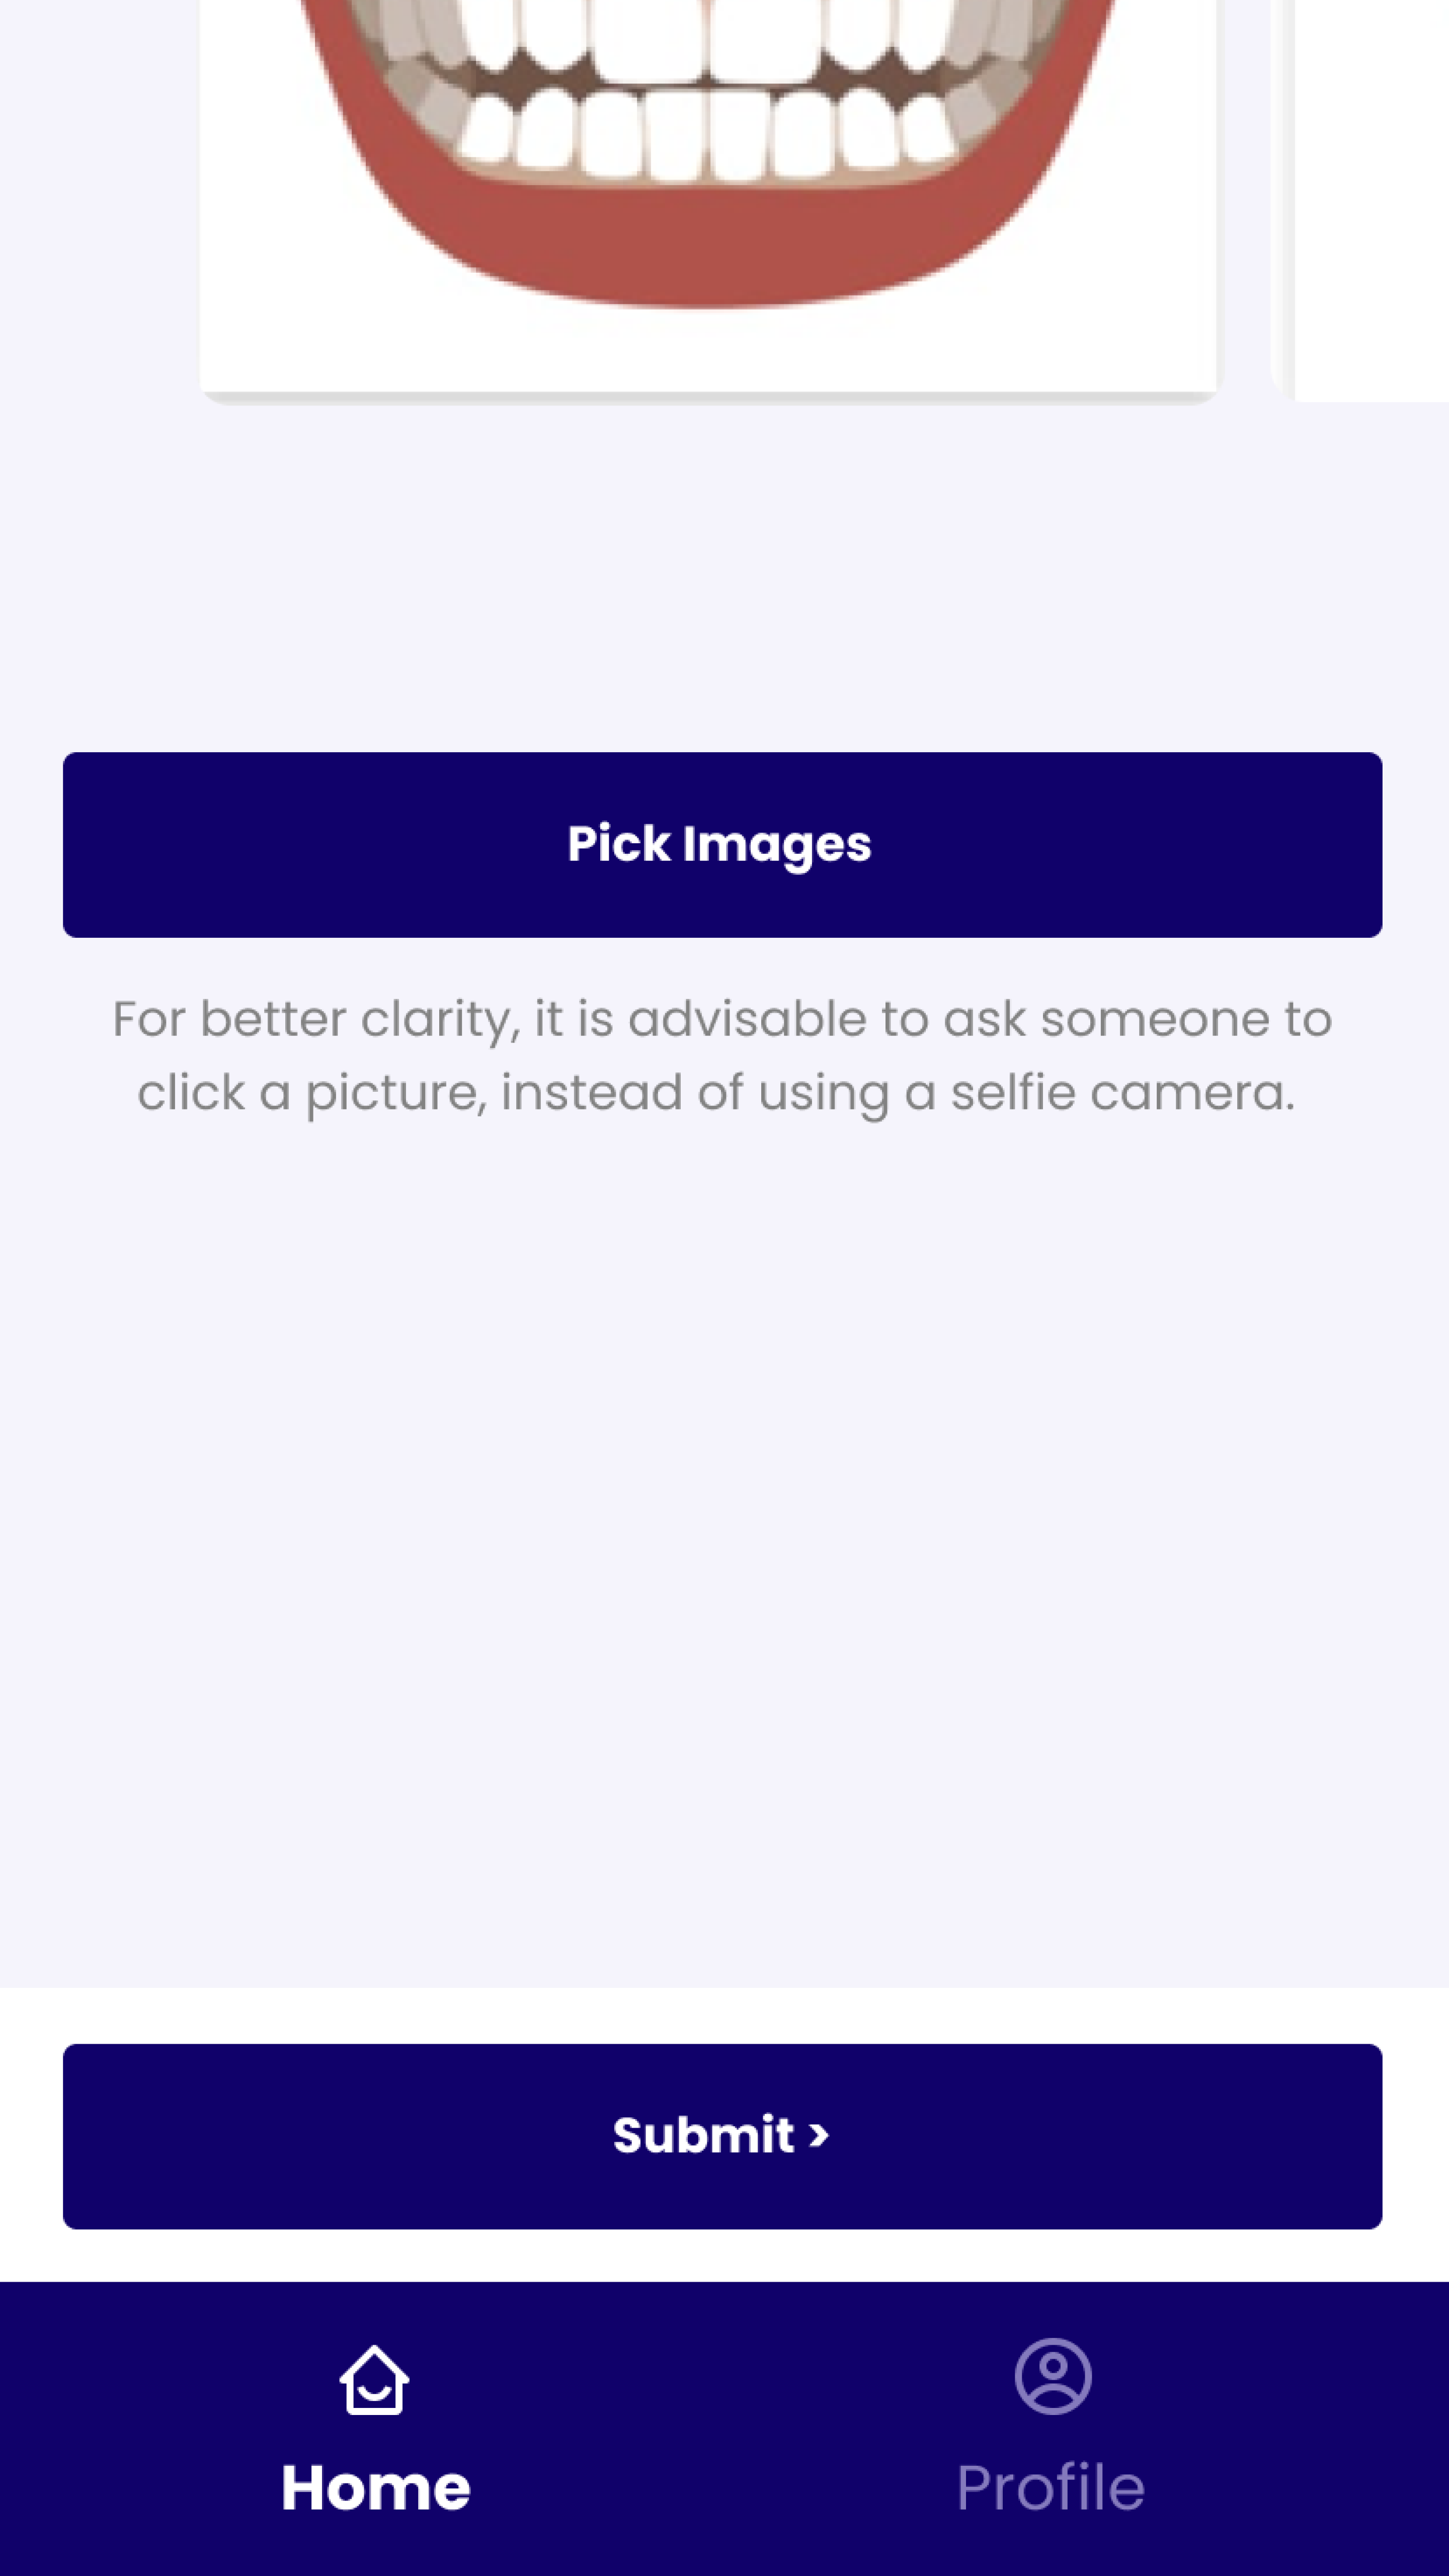 Pick Images
For better clarity, it is advisable to ask someone to
click a picture, instead of using a selfie camera.
Submit >
Home
Profile